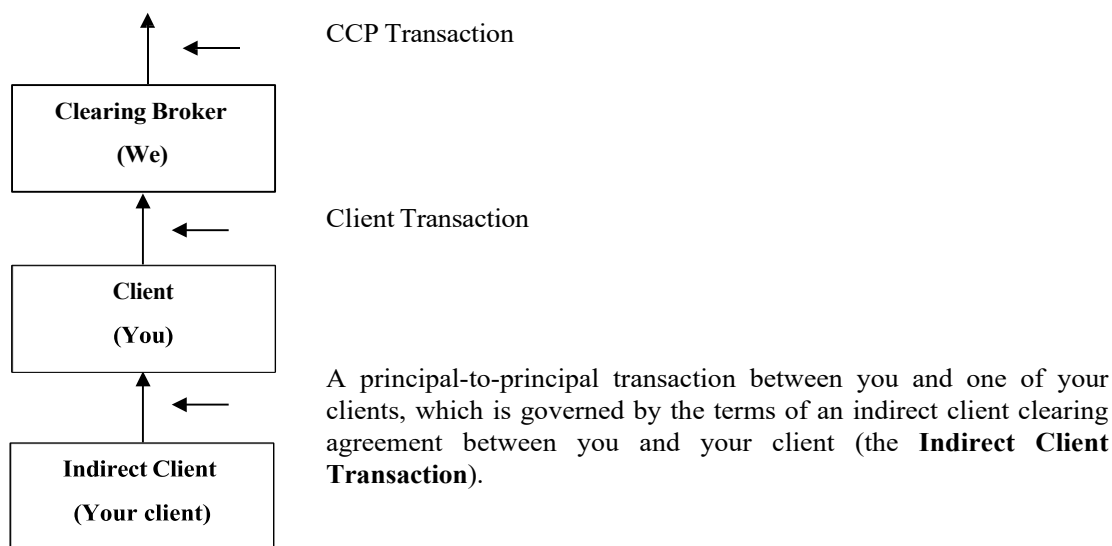 CCP Transaction
Clearing Broker
(We)
Client Transaction
Client
(You)
A principal-to-principal transaction between you and one of your
clients, which is governed by the terms of an indirect client clearing
agreement between you and your client (the Indirect Client
Transaction).
Indirect Client
(Your client)